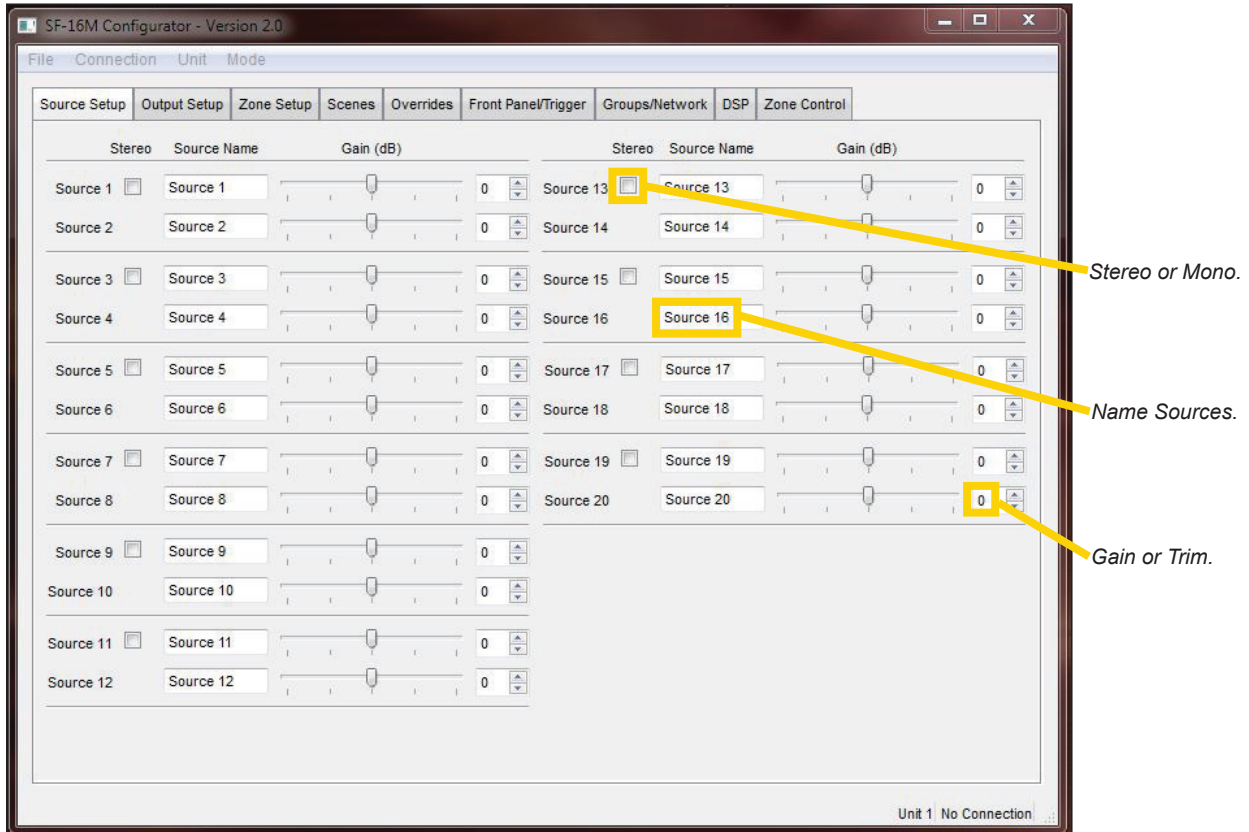 SF-16M Configurator - Version 2.0
File Connection Unit Mode
Source Setup Output Setup Zone Setup Scenes Overrides Front Panel/Trigger Groups/Network DSP Zone Control
Stereo Source Name Gain (dB) Stereo Source Name Gain (dB)
Source 1 Source 1 0 Source 13 Source 13 0
Source 2 Source 2 0 Source 14 Source 14 0
Stereo or Mono.
Source 3 Source 3 0 Source 15 Source 15 0
Source 4 Source 4 0 Source 16 Source 16 0
Source 5 Source 5 0 Source 17 Source 17 0
Source 6 Source 6 0 Source 18 Source 18 0
Name Sources.
Source 7 Source 7 0 Source 19 Source 19 0
Source 8 Source 8 0 Source 20 Source 20 0
Source 9 Source 9 0
Gain or Trim.
Source 10 Source 10 0
Source 11 Source 11 0
Source 12 Source 12 0
Unit 1 No Connection